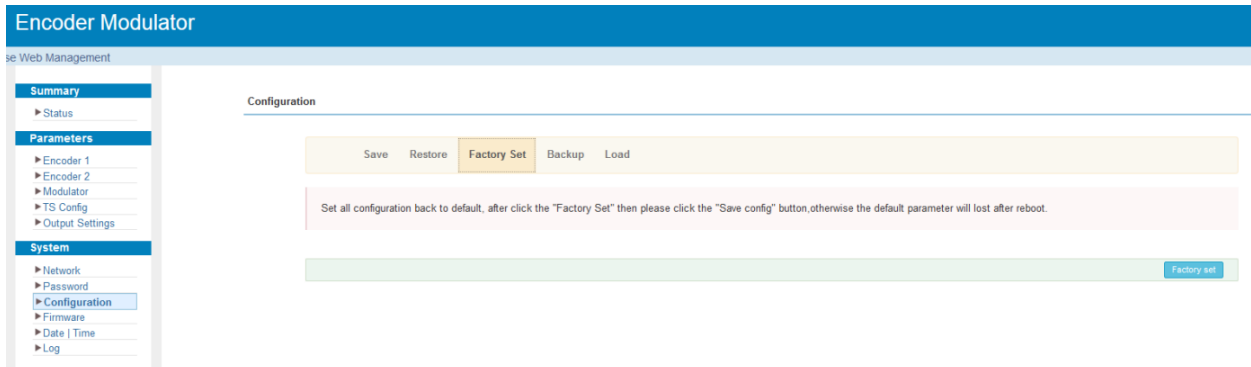 Encoder Modulator
se Web Management
Summary
Status
Parameters
Encoder 1
Encoder 2
Modulator
TS Config
Output Settings
System
Network
Password
Configuration
Firmware
Date | Time
Log
Configuration
Save Restore Factory Set Backup Load
Set all configuration back to default, after click the "Factory Set" then please click the "Save config" button,otherwise the default parameter will lost after reboot.
Factory set